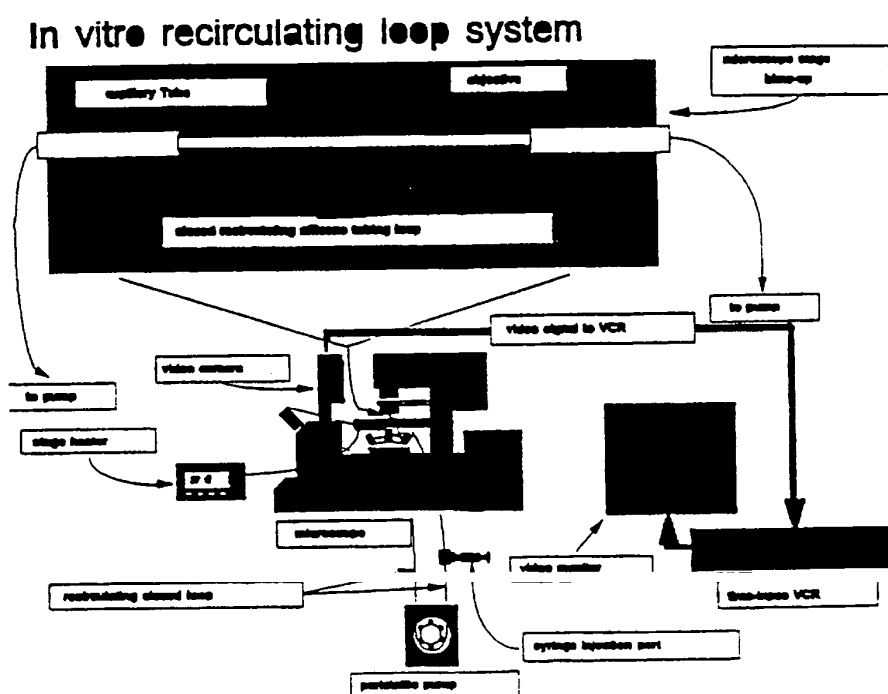 In vitro recirculating loop system
microscope stage
blow-up
capillary Tube
objective
closed recirculating silicone tubing loop
to pump
video signal to VCR
video camera
to pump
stage heater
microscope
video monitor
recirculating closed loop
time-lapse VCR
syringe injection port
peristaltic pump